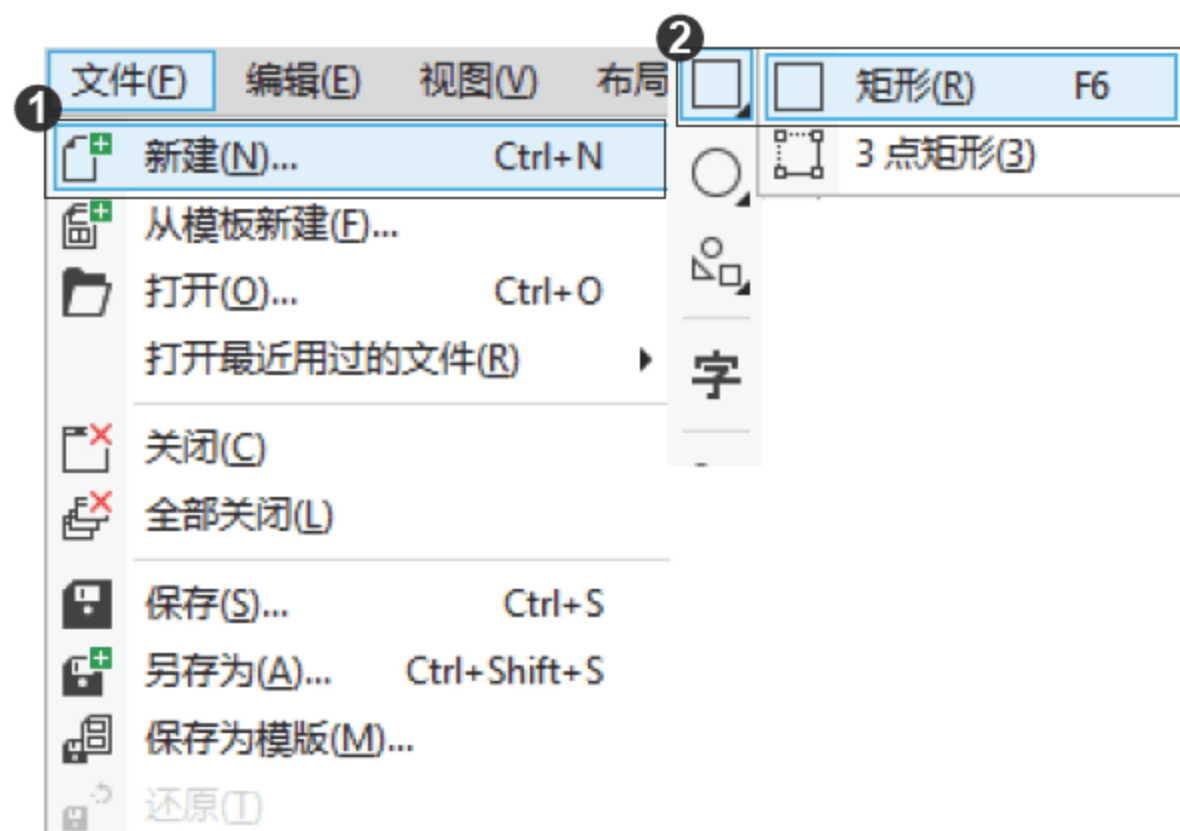 文件(F) 编辑(E) 视图(V) 布局
1
新建(N)... Ctrl+N
从模板新建(F)...
打开(O)... Ctrl+O
打开最近用过的文件(R)
关闭(C)
全部关闭(L)
保存(S)... Ctrl+S
另存为(A)... Ctrl+Shift+S
保存为模版(M)...
还原(T)
2
矩形(R) F6
3 点矩形(3)
字